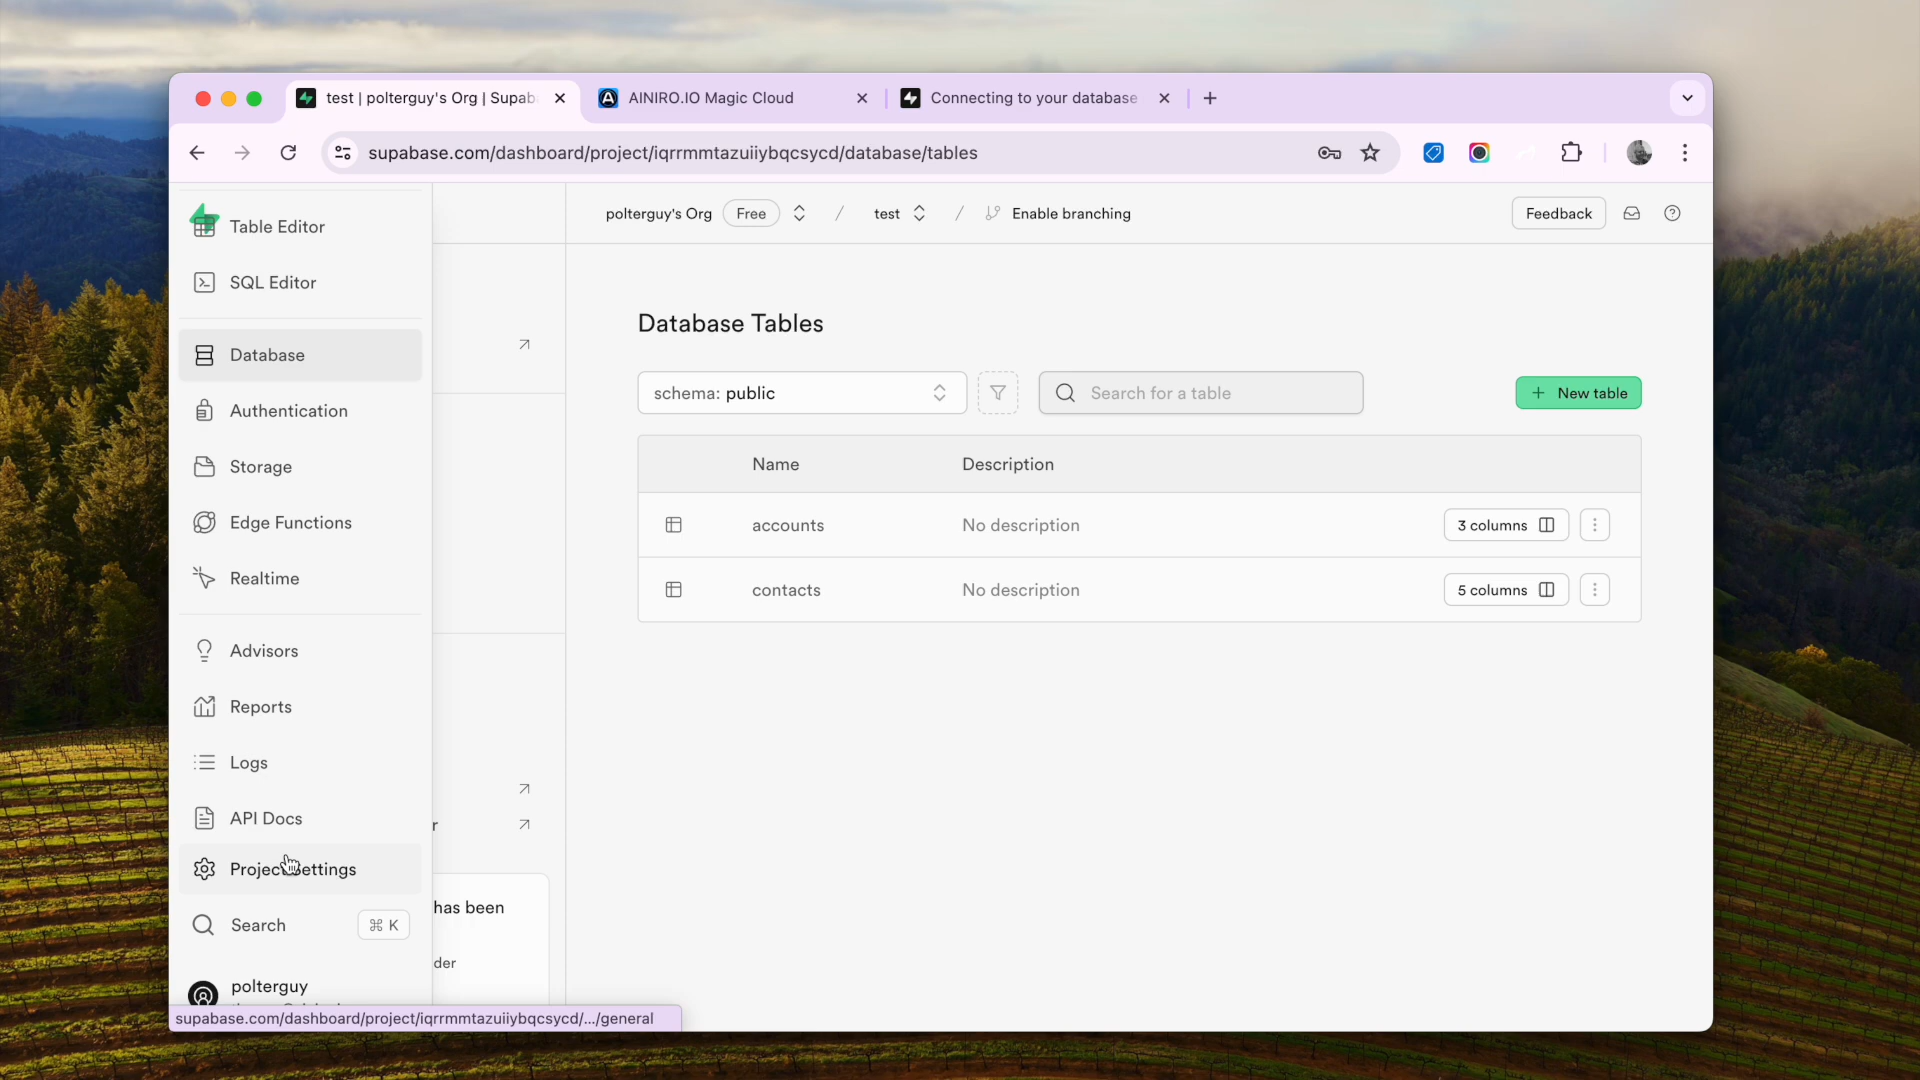 test | polterguy's Org | Supab
AINIRO.IO Magic Cloud
Connecting to your database
supabase.com/dashboard/project/iqrrmmtazuiiybqcsycd/database/tables
Table Editor
SQL Editor
Database
Authentication
Storage
Edge Functions
Realtime
Advisors
Reports
Logs
API Docs
Project Settings
Search
⌘ K
polterguy
supabase.com/dashboard/project/iqrrmmtazuiiybqcsycd/.../general
r
has been
der
polterguy's Org Free / test / Enable branching
Feedback
Database Tables
schema: public
Search for a table
New table
Name Description
accounts No description 3 columns
contacts No description 5 columns